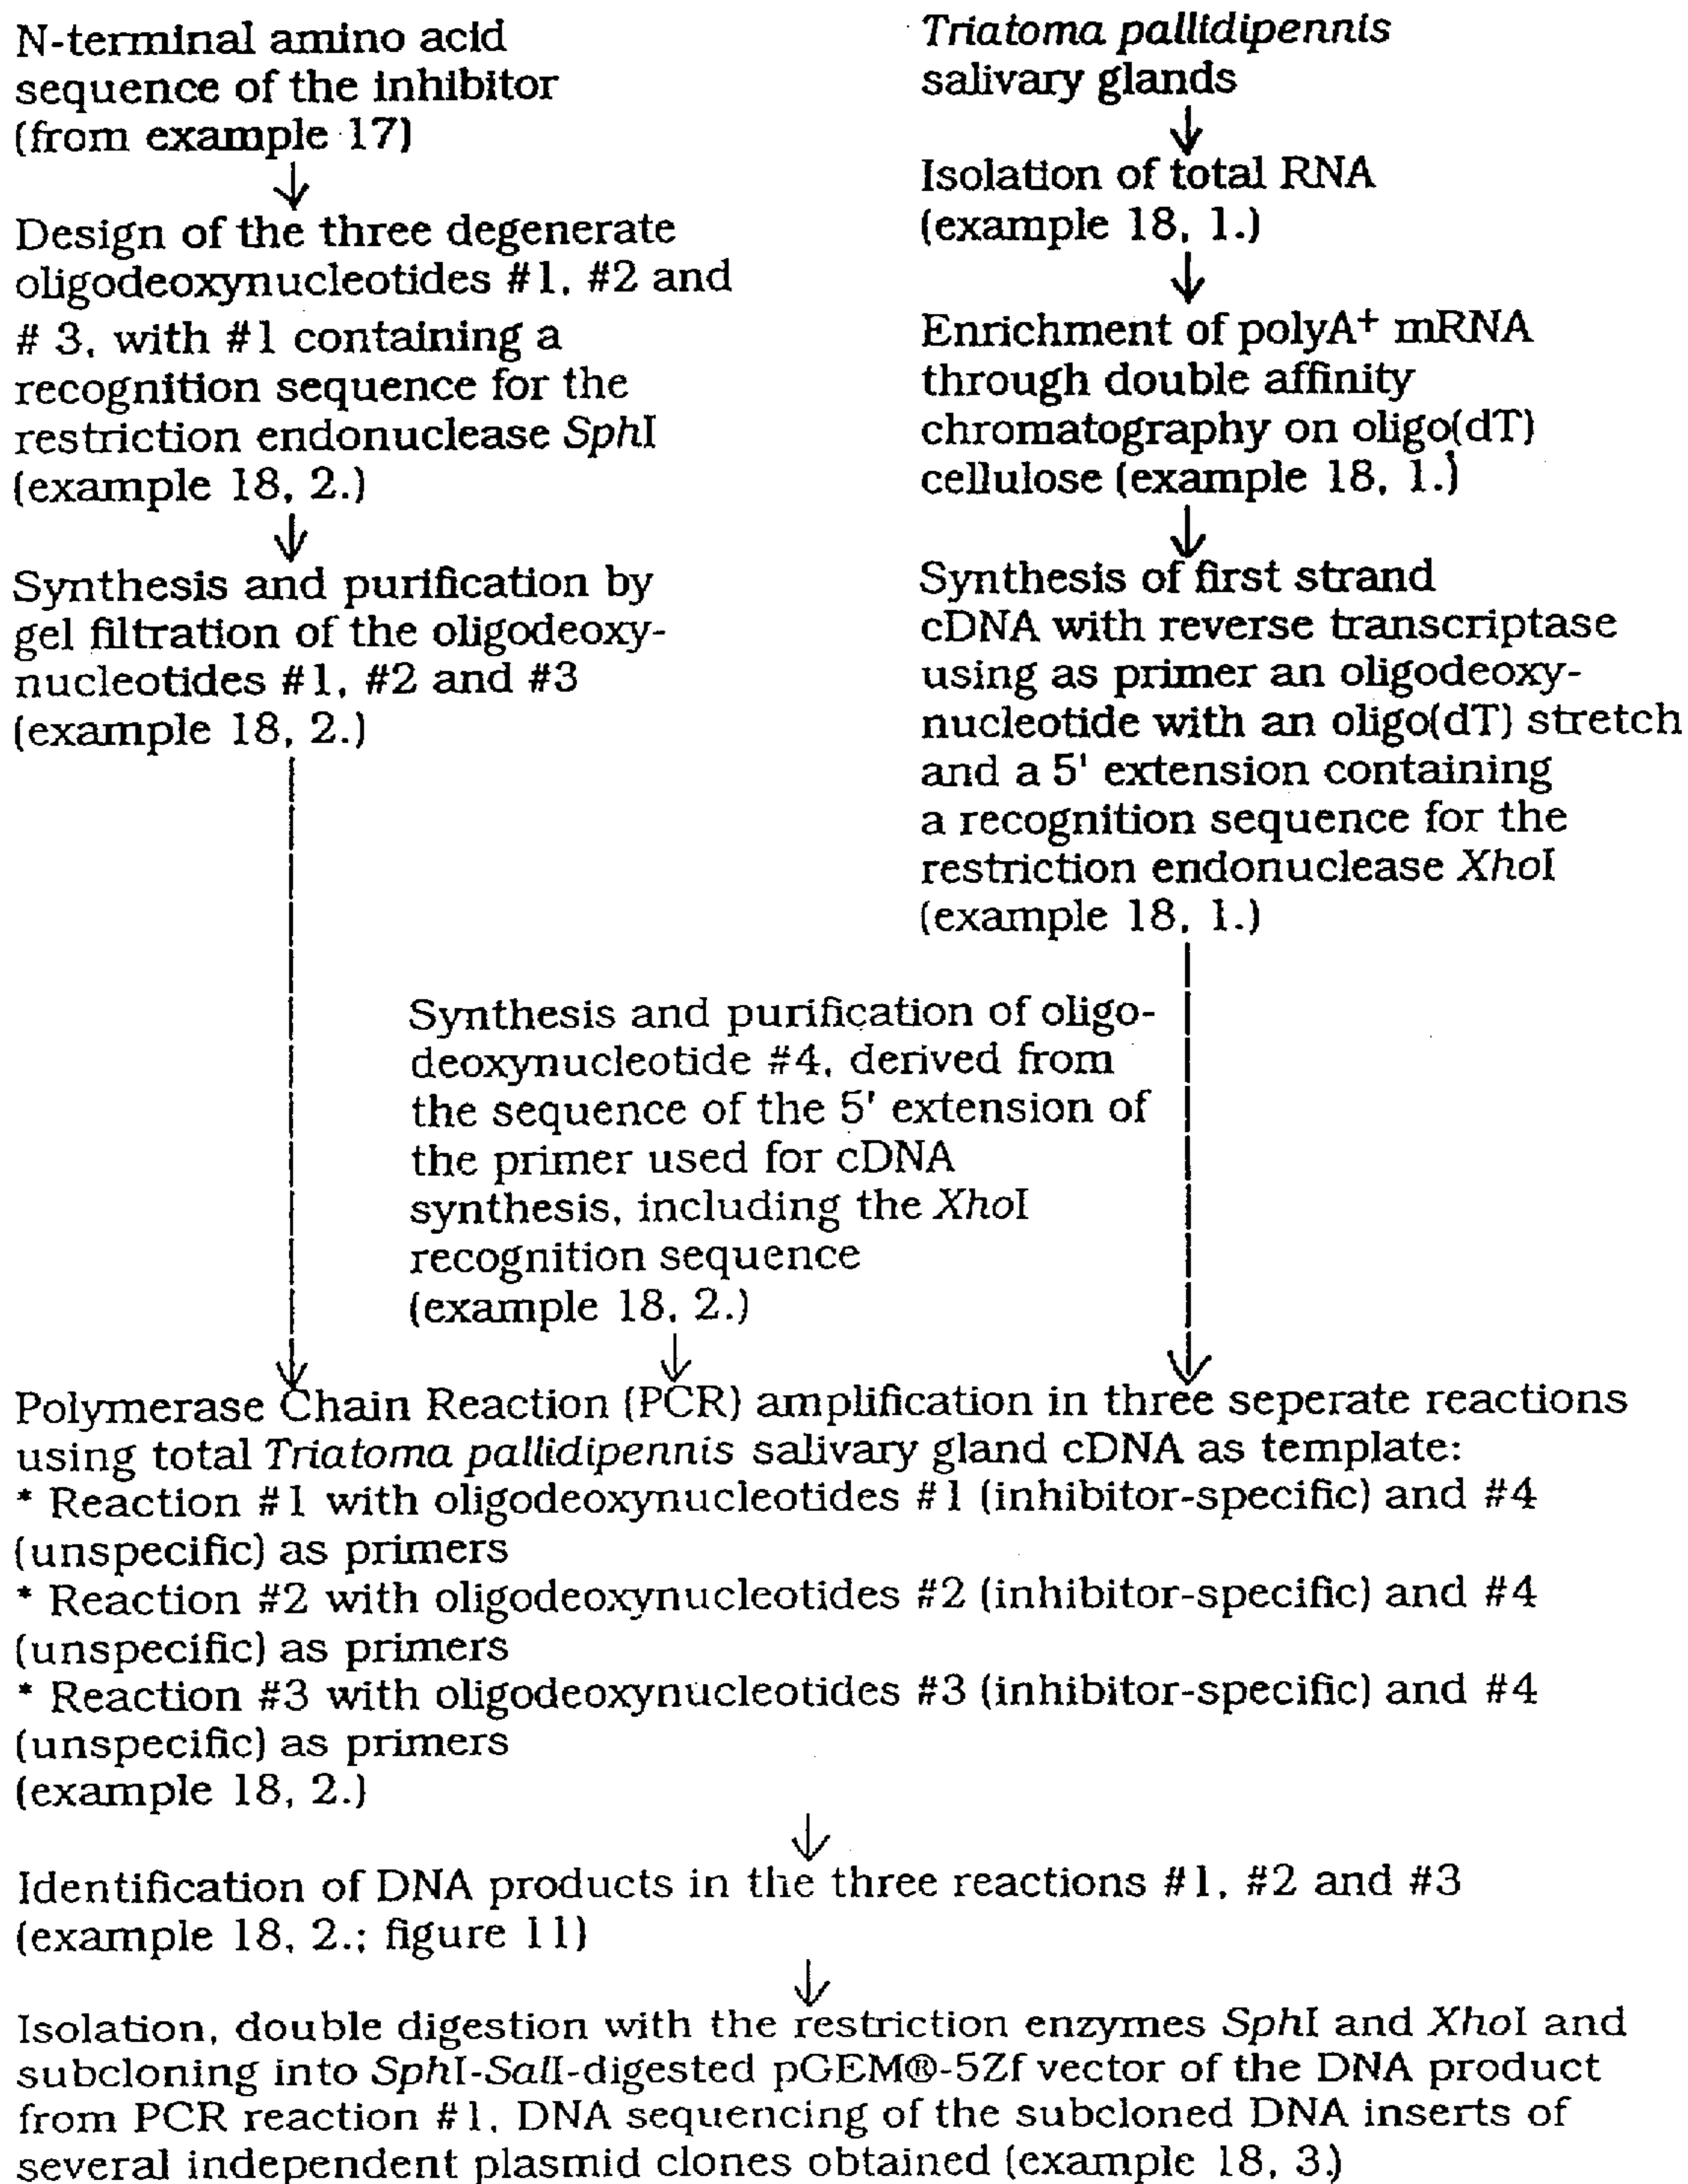 N-terminal amino acid
sequence of the inhibitor
(from example 17)
Design of the three degenerate
oligodeoxynucleotides #1, #2 and
# 3, with #1 containing a
recognition sequence for the
restriction endonuclease SphI
(example 18, 2.)
Synthesis and purification by
gel filtration of the oligodeoxy-
nucleotides #1, #2 and #3
(example 18, 2.)
Triatoma pallidipennis
salivary glands
Isolation of total RNA
(example 18, 1.)
Enrichment of polyA+ mRNA
through double affinity
chromatography on oligo(dT)
cellulose (example 18, 1.)
Synthesis of first strand
cDNA with reverse transcriptase
using as primer an oligodeoxy-
nucleotide with an oligo(dT) stretch
and a 5' extension containing
a recognition sequence for the
restriction endonuclease XhoI
(example 18, 1.)
Synthesis and purification of oligo-
deoxynucleotide #4, derived from
the sequence of the 5' extension of
the primer used for cDNA
synthesis, including the XhoI
recognition sequence
(example 18, 2.)
Polymerase Chain Reaction (PCR) amplification in three seperate reactions
using total Triatoma pallidipennis salivary gland cDNA as template:
* Reaction #1 with oligodeoxynucleotides #1 (inhibitor-specific) and #4
(unspecific) as primers
* Reaction #2 with oligodeoxynucleotides #2 (inhibitor-specific) and #4
(unspecific) as primers
* Reaction #3 with oligodeoxynucleotides #3 (inhibitor-specific) and #4
(unspecific) as primers
(example 18, 2.)
Identification of DNA products in the three reactions #1, #2 and #3
(example 18, 2.; figure 11)
Isolation, double digestion with the restriction enzymes SphI and XhoI and
subcloning into SphI-SalI-digested pGEM®-5Zf vector of the DNA product
from PCR reaction #1, DNA sequencing of the subcloned DNA inserts of
several independent plasmid clones obtained (example 18, 3.)